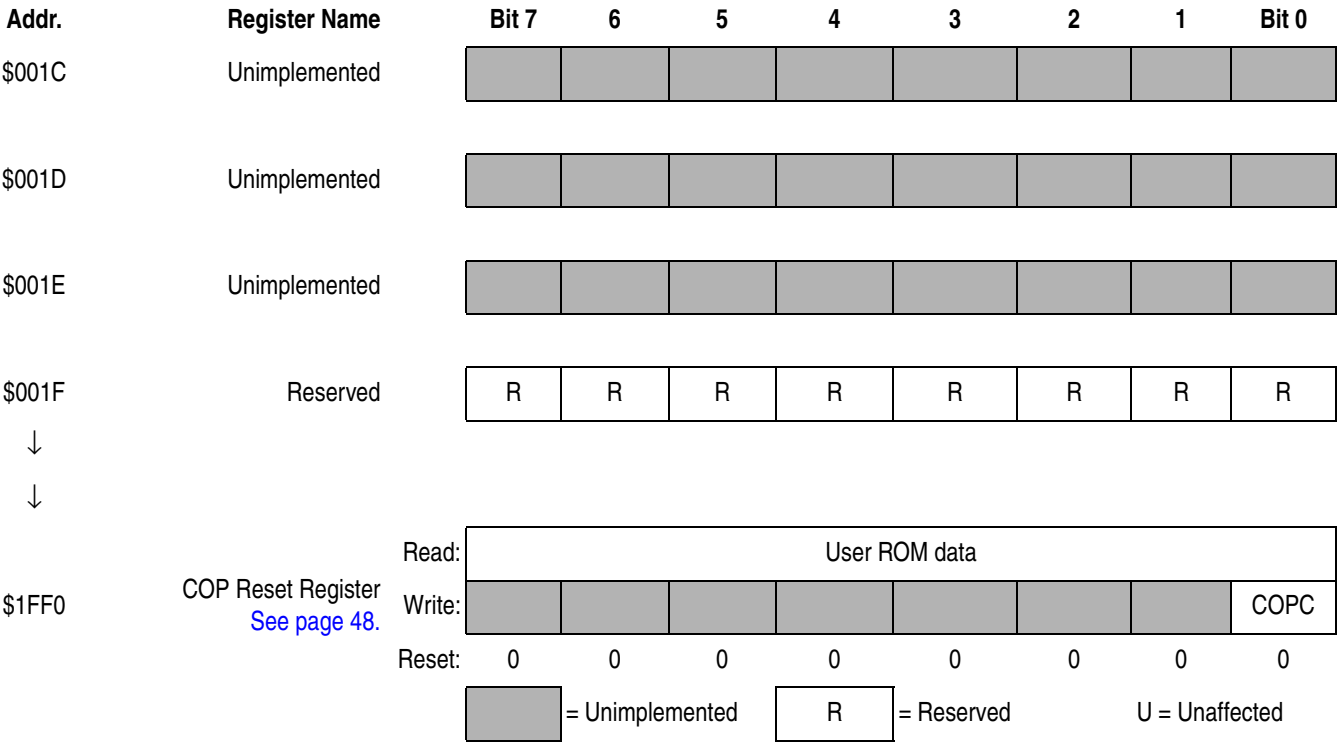 Addr. Register Name Bit 7 6 5 4 3 2 1 Bit 0
$001C Unimplemented
$001D Unimplemented
$001E Unimplemented
$001F Reserved R R R R R R R R
↓
↓
Read: User ROM data
$1FF0 COP Reset Register See page 48. Write: COPC
Reset: 0 0 0 0 0 0 0 0
= Unimplemented R = Reserved U = Unaffected